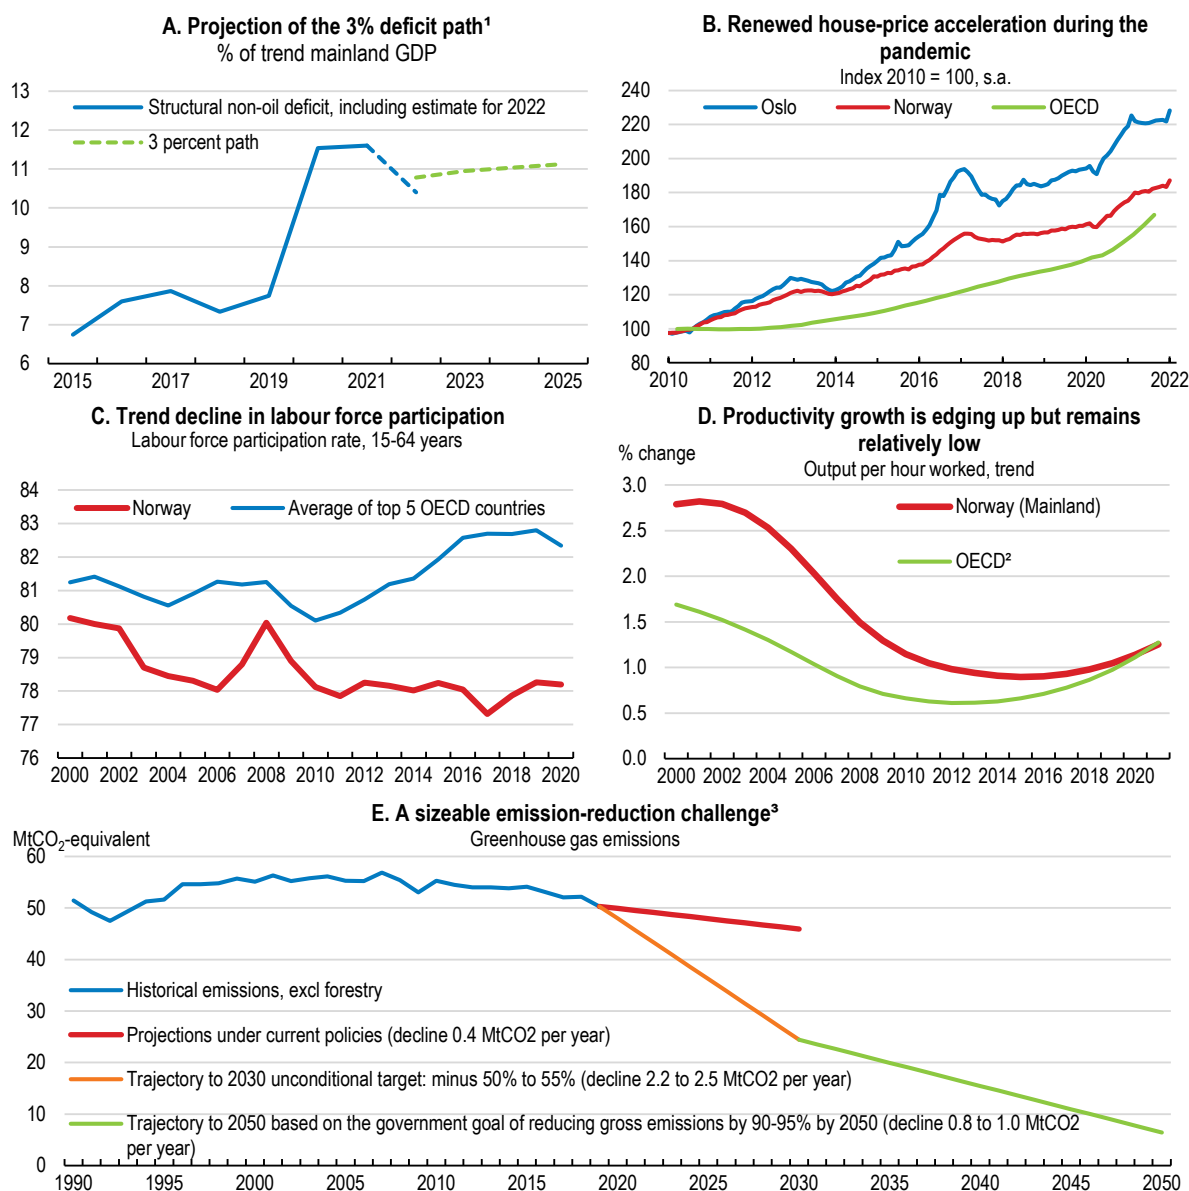 A. Projection of the 3% deficit path¹
% of trend mainland GDP
13
12
11
10
9
8
7
6
Structural non-oil deficit, including estimate for 2022
3 percent path
2015 2017 2019 2021 2023 2025
B. Renewed house-price acceleration during the
pandemic
Index 2010 = 100, s.a.
240
220
200
180
160
140
120
100
80
Oslo Norway OECD
2010 2012 2014 2016 2018 2020 2022
C. Trend decline in labour force participation
Labour force participation rate, 15-64 years
84
83
82
81
80
79
78
77
76
Norway Average of top 5 OECD countries
2000 2002 2004 2006 2008 2010 2012 2014 2016 2018 2020
D. Productivity growth is edging up but remains
relatively low
% change
Output per hour worked, trend
3.0
2.5
2.0
1.5
1.0
0.5
0.0
Norway (Mainland)
OECD²
2000 2002 2004 2006 2008 2010 2012 2014 2016 2018 2020
E. A sizeable emission-reduction challenge³
MtCO₂-equivalent
Greenhouse gas emissions
60
50
40
30
20
10
0
Historical emissions, excl forestry
Projections under current policies (decline 0.4 MtCO2 per year)
Trajectory to 2030 unconditional target: minus 50% to 55% (decline 2.2 to 2.5 MtCO2 per year)
Trajectory to 2050 based on the government goal of reducing gross emissions by 90-95% by 2050 (decline 0.8 to 1.0 MtCO2
per year)
1990 1995 2000 2005 2010 2015 2020 2025 2030 2035 2040 2045 2050